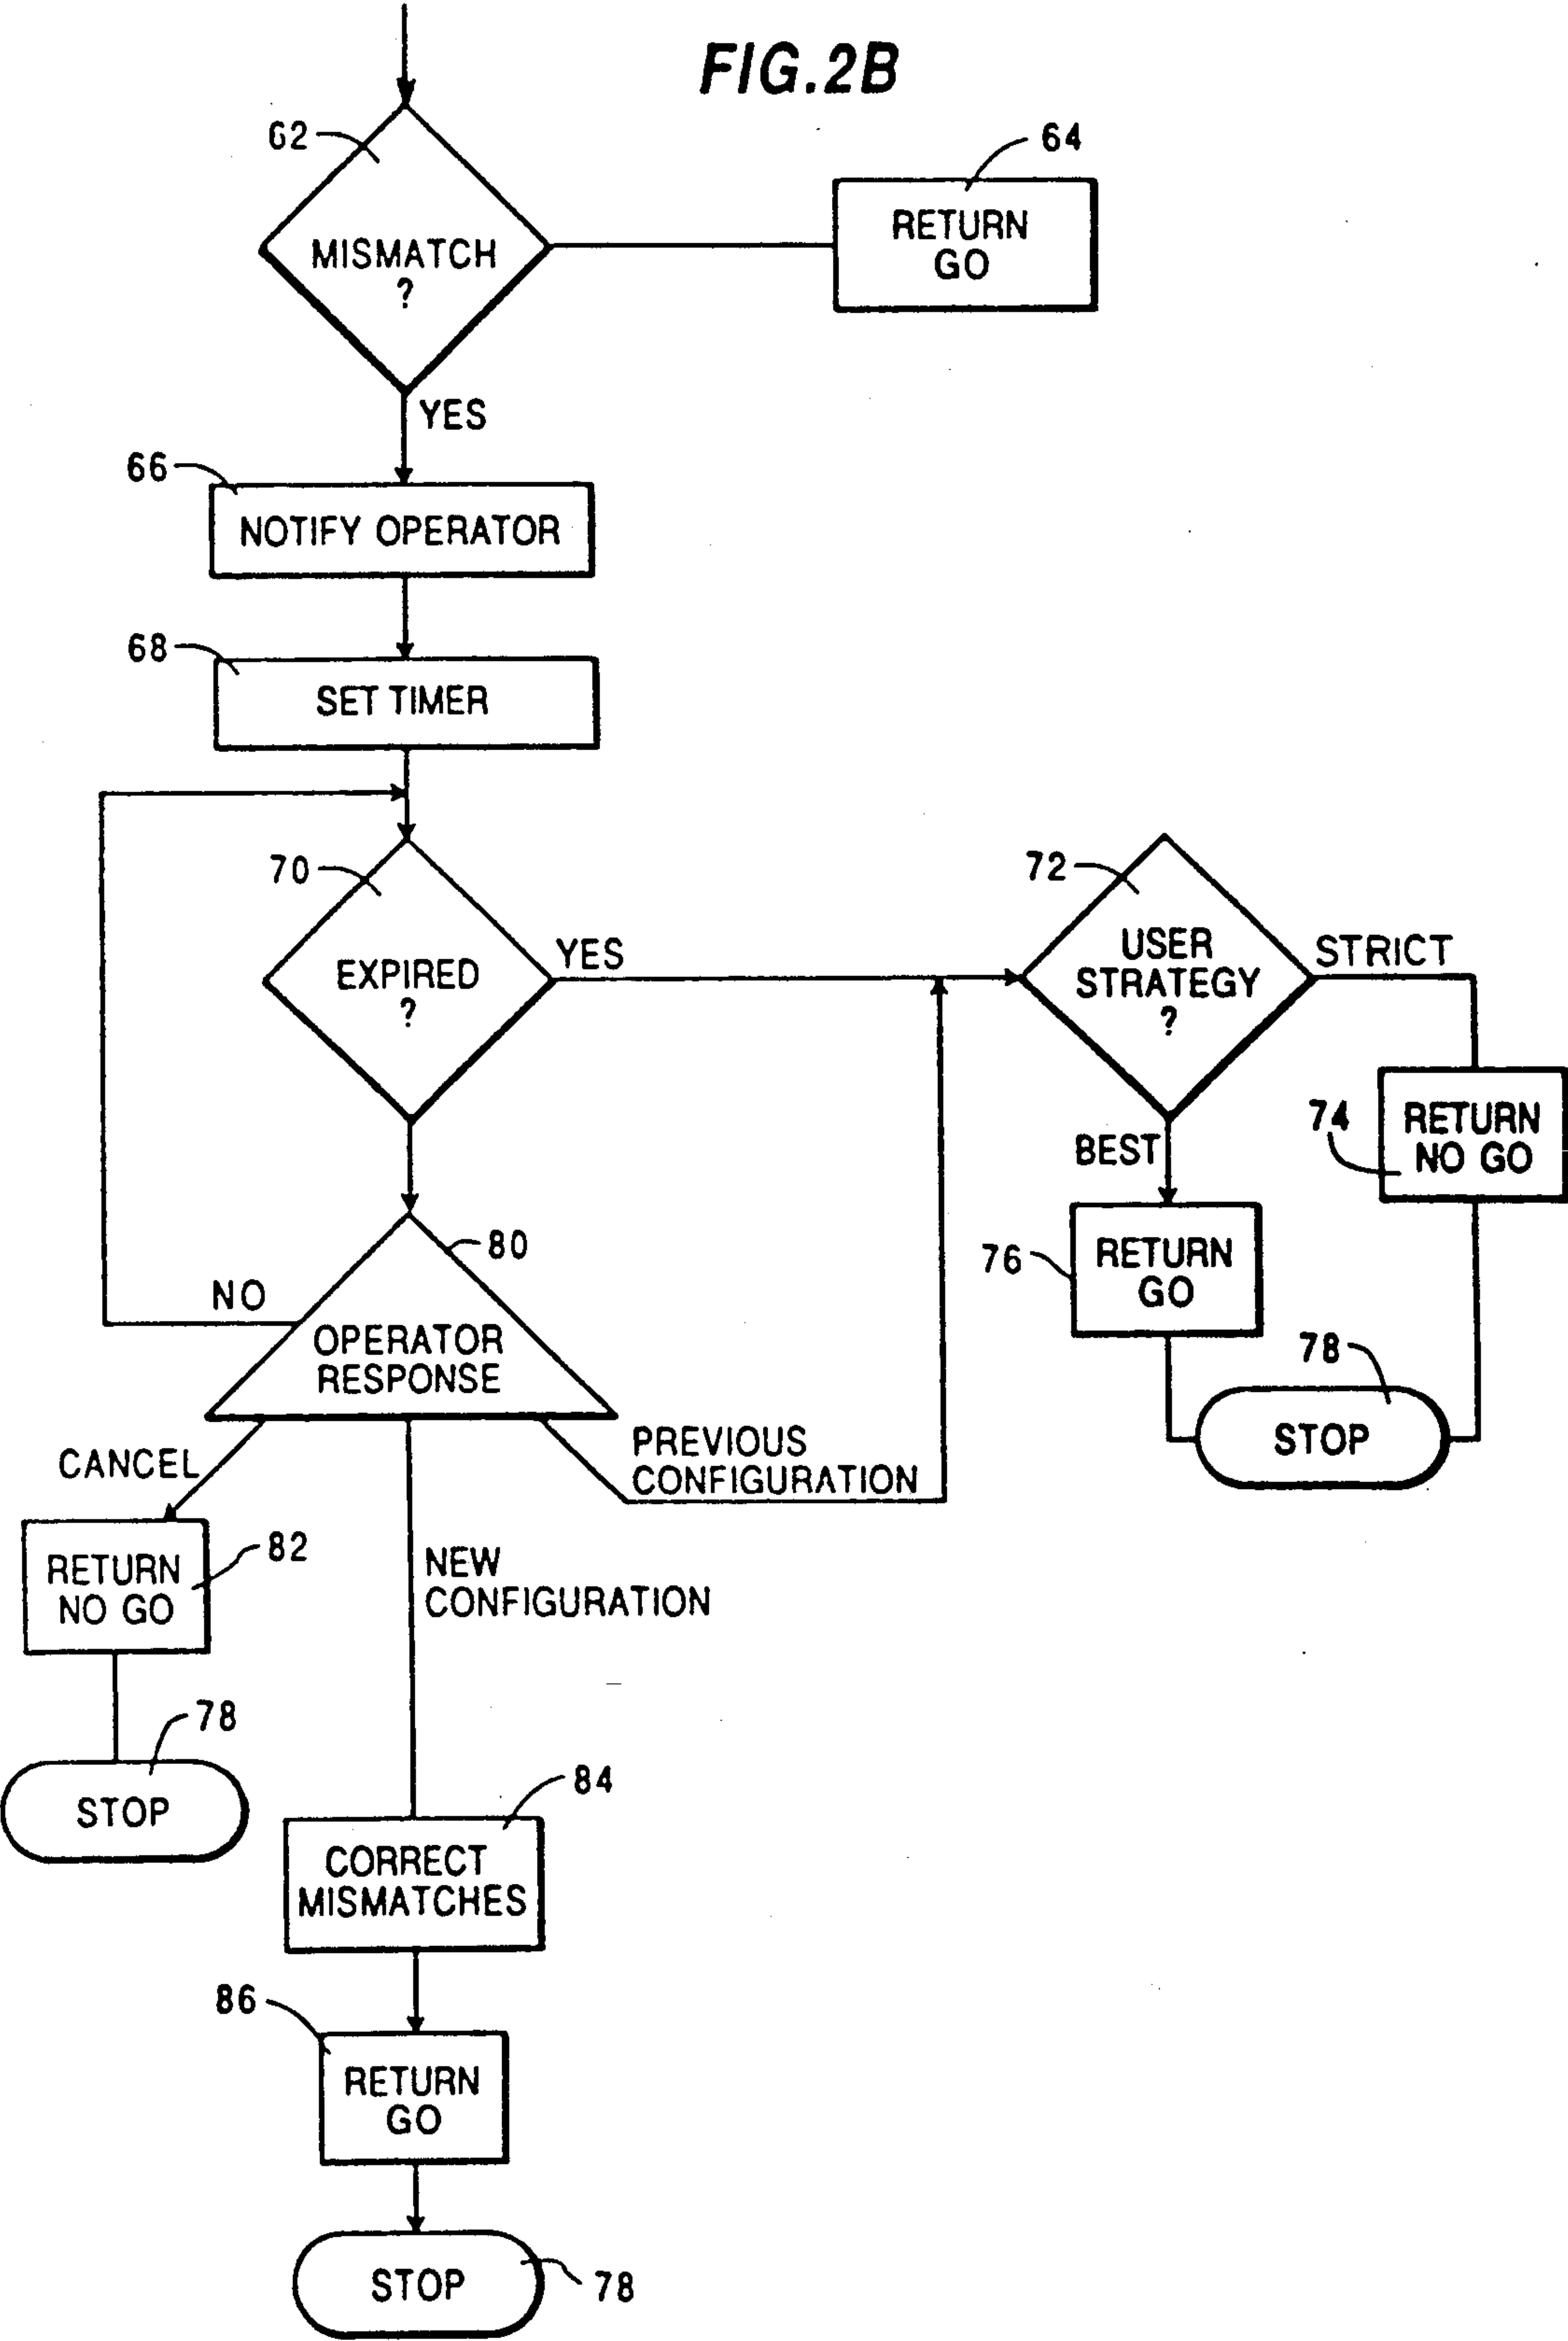 FIG.2B
62
64
MISMATCH
?
RETURN
GO
YES
66
NOTIFY OPERATOR
68
SET TIMER
70
EXPIRED
?
YES
72
USER
STRATEGY
?
STRICT
74
RETURN
NO GO
BEST
76
RETURN
GO
78
STOP
80
NO
OPERATOR
RESPONSE
CANCEL
PREVIOUS
CONFIGURATION
82
RETURN
NO GO
NEW
CONFIGURATION
78
STOP
84
CORRECT
MISMATCHES
86
RETURN
GO
STOP
78